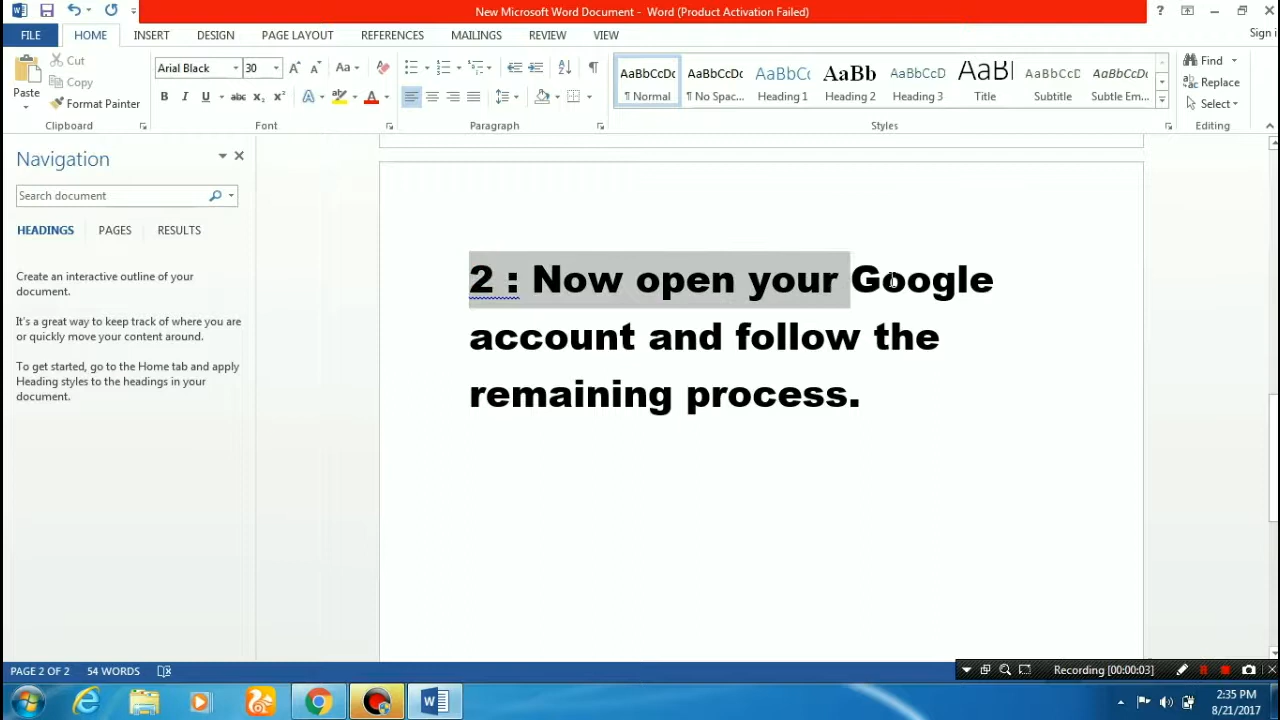 New Microsoft Word Document - Word (Product Activation Failed)
FILE HOME INSERT DESIGN PAGE LAYOUT REFERENCES MAILINGS REVIEW VIEW Sign i
Paste
Cut
Copy
Format Painter
Clipboard
Arial Black 30
Font
Paragraph
AaBbCcDc AaBbCcDc AaBbCc AaBb AaBbCcDc AaBb AaBbCcDc AaBbCcDc
¶ Normal ¶ No Spac... Heading 1 Heading 2 Heading 3 Title Subtitle Subtle Em...
Styles
Find
Replace
Select
Editing
Navigation
Search document
HEADINGS PAGES RESULTS
Create an interactive outline of your
document.
It's a great way to keep track of where you are
or quickly move your content around.
To get started, go to the Home tab and apply
Heading styles to the headings in your
document.
2 : Now open your Google
account and follow the
remaining process.
PAGE 2 OF 2 54 WORDS
Recording [00:00:03]
2:35 PM
8/21/2017